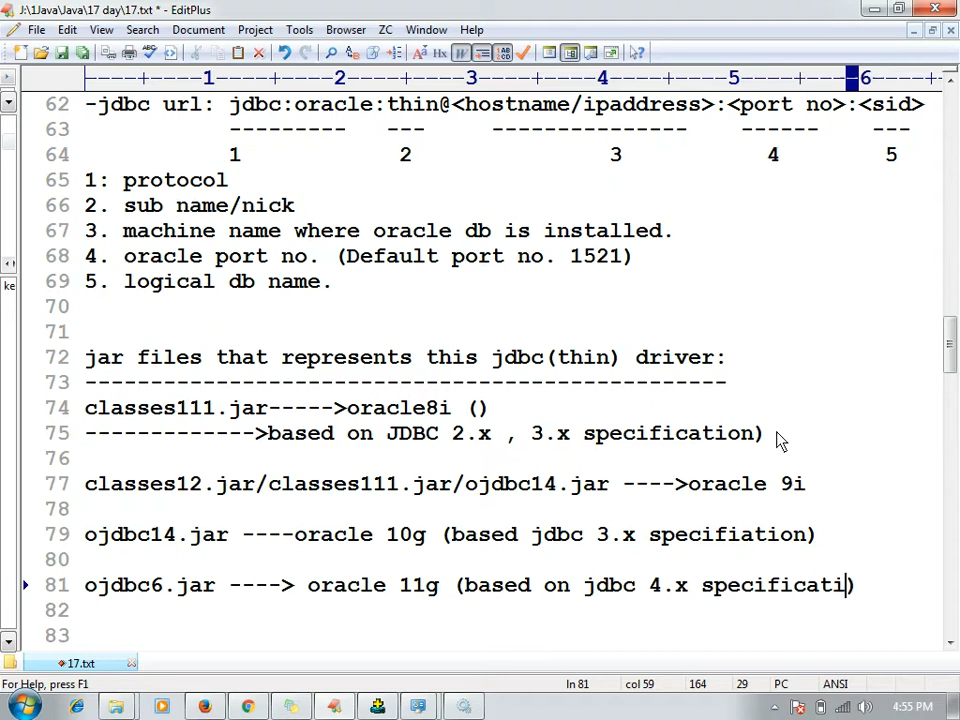 J:\1Java\Java\17 day\17.txt * - EditPlus
File Edit View Search Document Project Tools Browser ZC Window Help
----+----1----+----2----+----3----+----4----+----5----+----6----+--
62 -jdbc url: jdbc:oracle:thin@<hostname/ipaddress>:<port no>:<sid>
63 --------- --- --------------- ------ ---
64 1 2 3 4 5
65 1: protocol
66 2. sub name/nick
67 3. machine name where oracle db is installed.
68 4. oracle port no. (Default port no. 1521)
69 5. logical db name.
70
71
72 jar files that represents this jdbc(thin) driver:
73 -------------------------------------------------
74 classes111.jar----->oracle8i ()
75 ------------->based on JDBC 2.x , 3.x specification)
76
77 classes12.jar/classes111.jar/ojdbc14.jar ---->oracle 9i
78
79 ojdbc14.jar ----oracle 10g (based jdbc 3.x specifiation)
80
81 ojdbc6.jar ----> oracle 11g (based on jdbc 4.x specificati)
82
83
ke
17.txt
For Help, press F1 ln 81 col 59 164 29 PC ANSI
4:55 PM